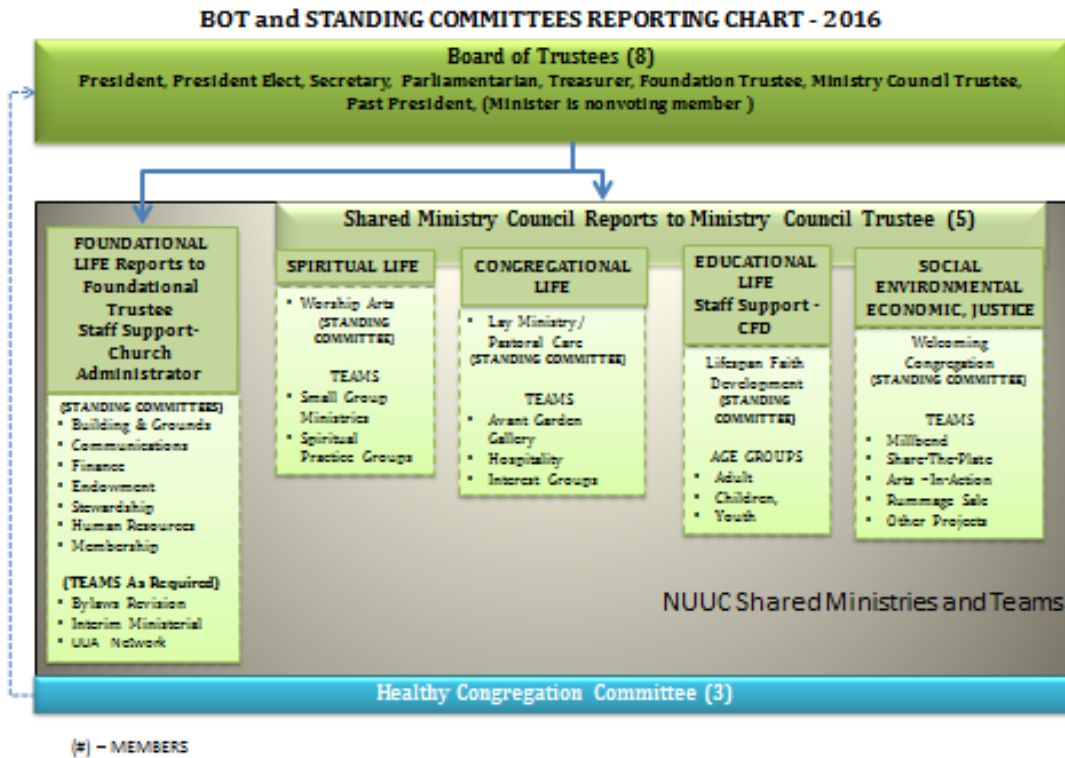 BOT and STANDING COMMITTEES REPORTING CHART - 2016
Board of Trustees (8)
President, President Elect, Secretary, Parliamentarian, Treasurer, Foundation Trustee, Ministry Council Trustee,
Past President, (Minister is nonvoting member )
Shared Ministry Council Reports to Ministry Council Trustee (5)
FOUNDATIONAL
LIFE Reports to
Foundational
Trustee
Staff Support-
Church
Administrator
(STANDING COMMITTEES)
▪ Building & Grounds
▪ Communications
▪ Finance
▪ Endowment
▪ Stewardship
▪ Human Resources
▪ Membership
(TEAMS As Required)
▪ Bylaws Revision
▪ Interim Ministerial
▪ UUA Network
SPIRITUAL LIFE
▪ Worship Arts
(STANDING
COMMITTEE)
TEAMS
▪ Small Group
Ministries
▪ Spiritual
Practice Groups
CONGREGATIONAL
LIFE
▪ Lay Ministry/
Pastoral Care
(STANDING COMMITTEE)
TEAMS
▪ Avant Garden
Gallery
▪ Hospitality
▪ Interest Groups
EDUCATIONAL
LIFE
Staff Support -
CFD
Lifespan Faith
Development
(STANDING
COMMITTEE)
AGE GROUPS
▪ Adult
▪ Children,
▪ Youth
SOCIAL
ENVIRONMENTAL
ECONOMIC, JUSTICE
Welcoming
Congregation
(STANDING COMMITTEE)
TEAMS
▪ Millbend
▪ Share-The-Plate
▪ Arts -In-Action
▪ Rummage Sale
▪ Other Projects
NUUC Shared Ministries and Teams
Healthy Congregation Committee (3)
(#) – MEMBERS